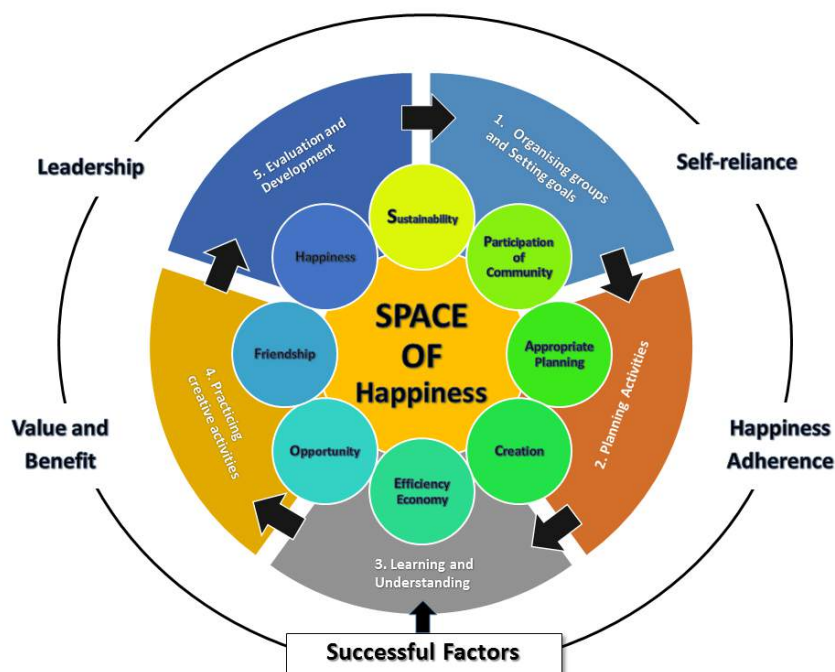 Leadership
Self-reliance
Value and
Benefit
Happiness
Adherence
1. Organising groups
and Setting goals
2. Planning Activities
3. Learning and
Understanding
4. Practicing
creative activities
5. Evaluation and
Development
Sustainability
Participation
of
Community
Appropriate
Planning
Creation
Efficiency
Economy
Opportunity
Friendship
Happiness
SPACE
OF
Happiness
Successful Factors